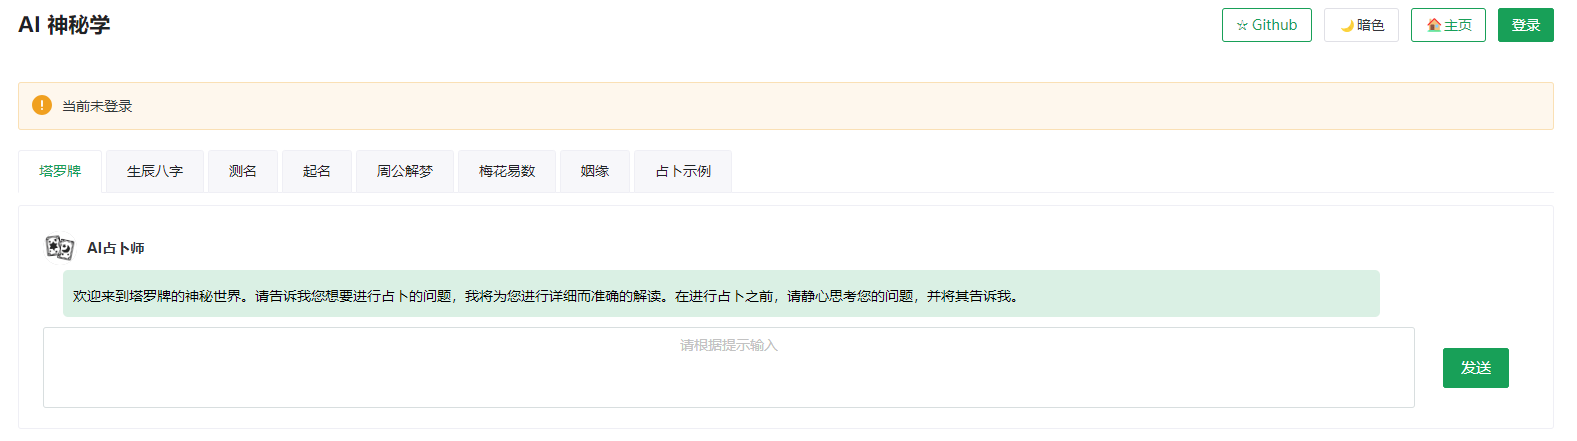 AI 神秘学
☆ Github
🌙暗色
🏠主页
登录
当前未登录
塔罗牌
生辰八字
测名
起名
周公解梦
梅花易数
姻缘
占卜示例
AI占卜师
欢迎来到塔罗牌的神秘世界。请告诉我您想要进行占卜的问题，我将为您进行详细而准确的解读。在进行占卜之前，请静心思考您的问题，并将其告诉我。
请根据提示输入
发送